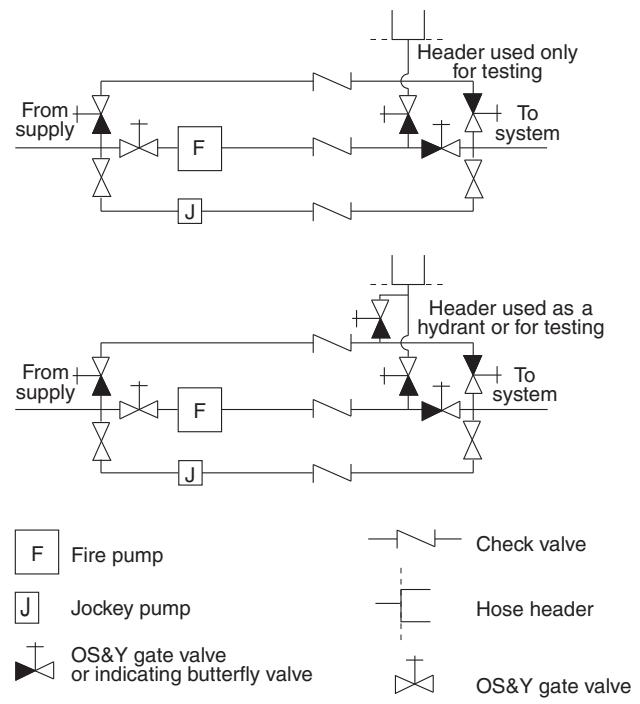 Header used only
for testing
From
supply
To
system
F
J
Header used as a
hydrant or for testing
From
supply
To
system
F
J
F
Fire pump
J
Jockey pump
OS&Y gate valve
or indicating butterfly valve
Check valve
Hose header
OS&Y gate valve